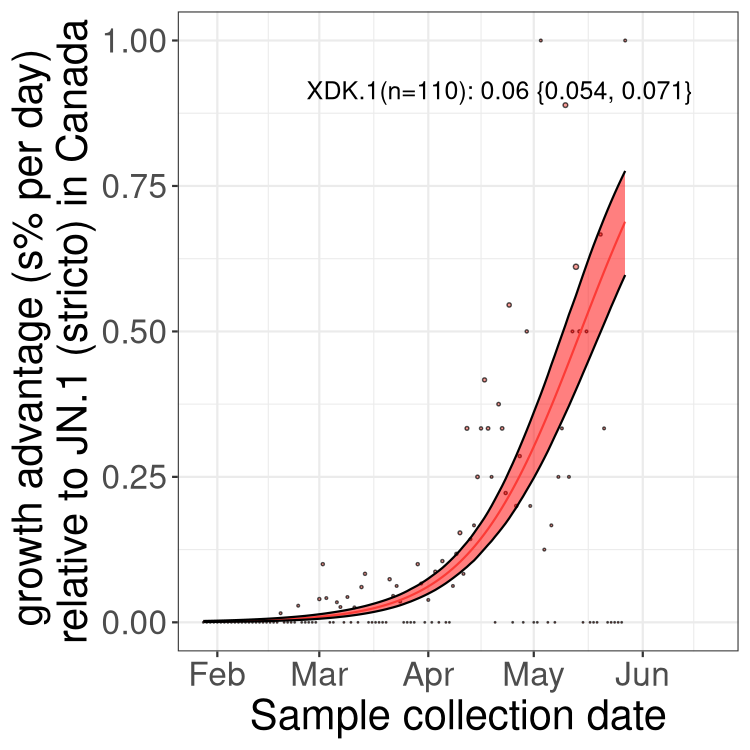 growth advantage (s% per day)
relative to JN.1 (stricto) in Canada
1.00
0.75
0.50
0.25
0.00
XDK.1(n=110): 0.06 {0.054, 0.071}
Feb Mar Apr May Jun
Sample collection date